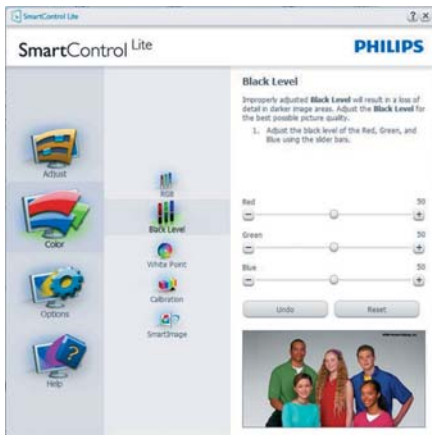 SmartControl Lite
SmartControl Lite
PHILIPS
Adjust
Color
Options
Help
RGB
Black Level
White Point
Calibration
SmartImage
Black Level
Improperly adjusted Black Level will result in a loss of
detail in darker image areas. Adjust the Black Level for
the best possible picture quality.
1. Adjust the black level of the Red, Green, and
Blue using the slider bars.
Red 50
Green 50
Blue 50
Undo Reset